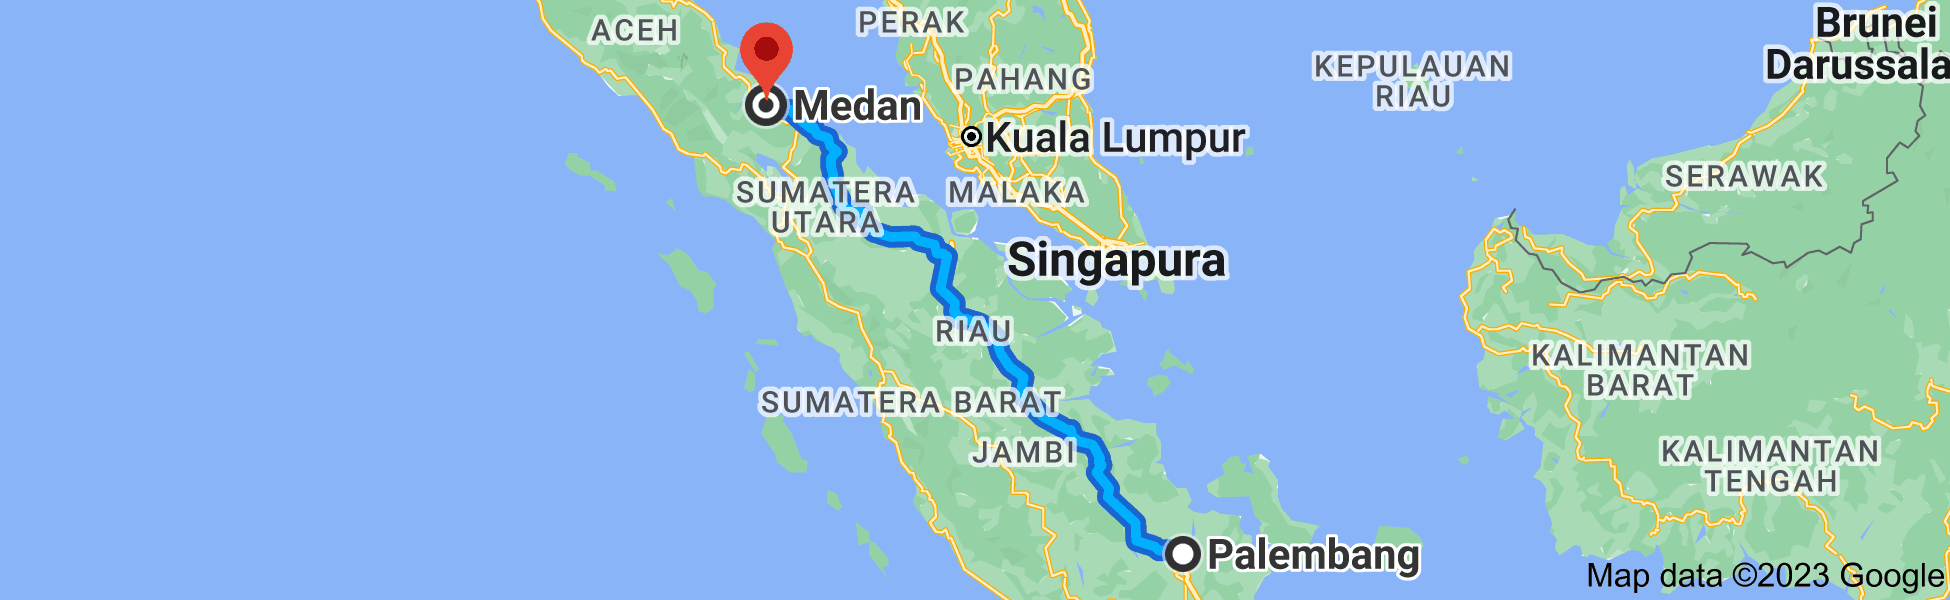 ACEH
PERAK
Brunei
Darussala
KEPULAUAN
RIAU
PAHANG
Medan
Kuala Lumpur
SUMATERA
UTARA
MALAKA
SERAWAK
Singapura
RIAU
KALIMANTAN
BARAT
SUMATERA BARAT
JAMBI
KALIMANTAN
TENGAH
Palembang
Map data ©2023 Google